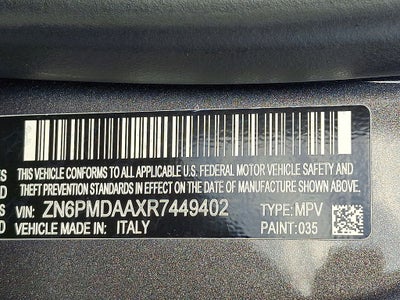 THIS VEHICLE CONFORMS TO ALL APPLICABLE U.S. FEDERAL MOTOR VEHICLE SAFETY AND
THEFT PREVENTION STANDARDS IN EFFECT ON THE DATE OF MANUFACTURE SHOWN ABOVE.
VIN: ZN6PMDAAXR7449402 TYPE: MPV
VEHICLE MADE IN: ITALY PAINT: 035